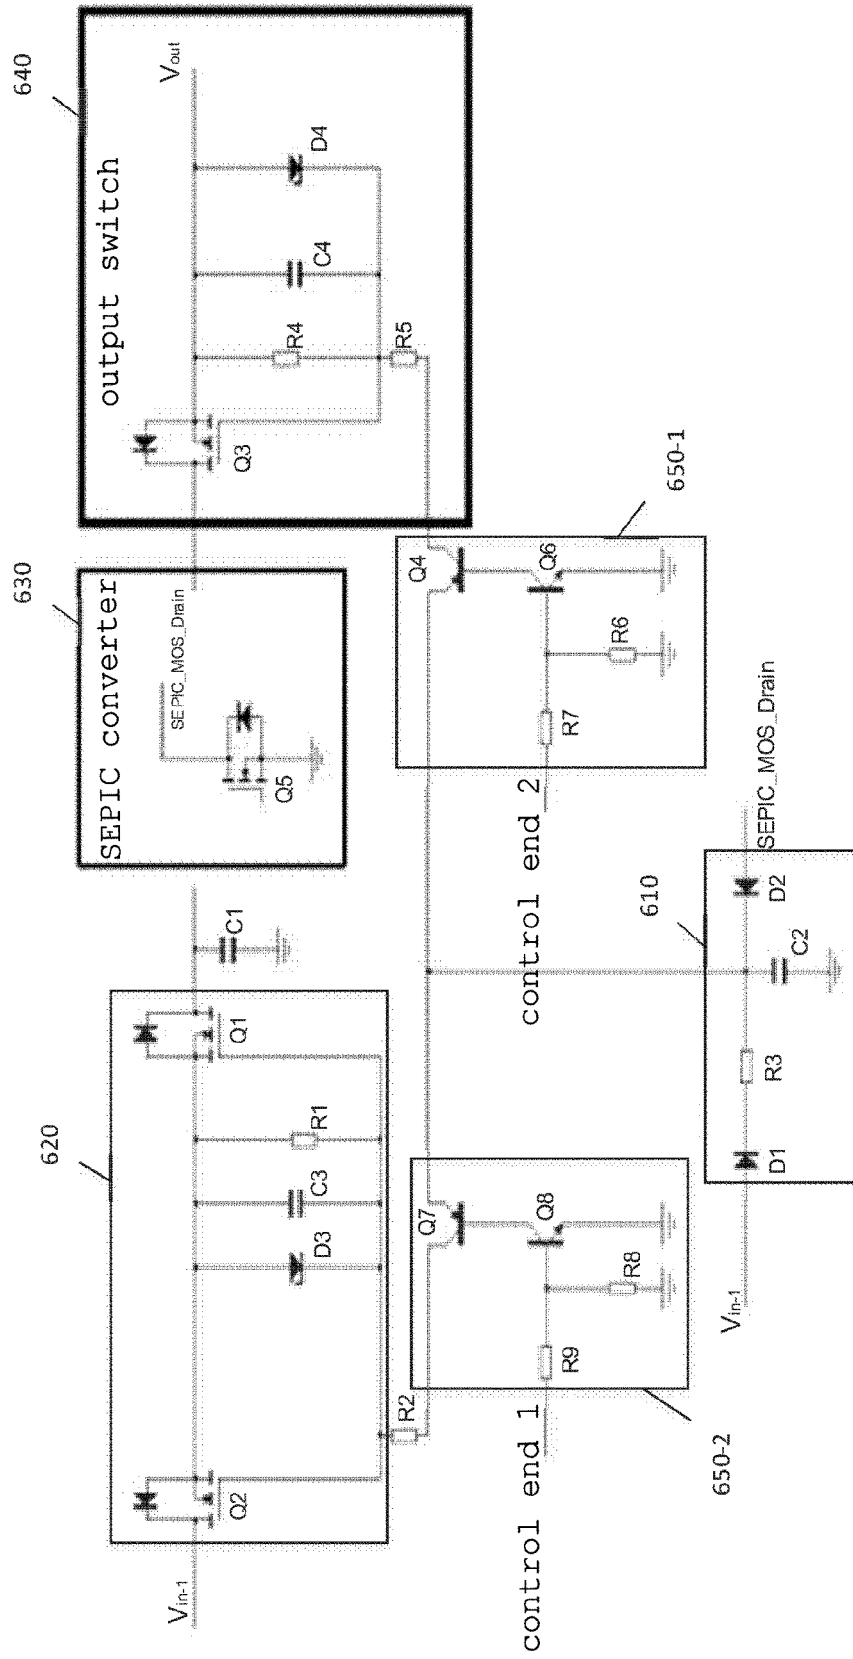 640
output switch
Vout
D4
C4
R4
R5
Q3
630
SEPIC converter
SEPIC_MOS_Drain
Q5
650-1
Q4
Q6
R6
R7
control end 2
C1
620
Q1
R1
C3
D3
Q2
Vin-1
R2
610
SEPIC_MOS_Drain
D2
C2
R3
D1
Vin-1
Q7
Q8
R8
R9
control end 1
650-2